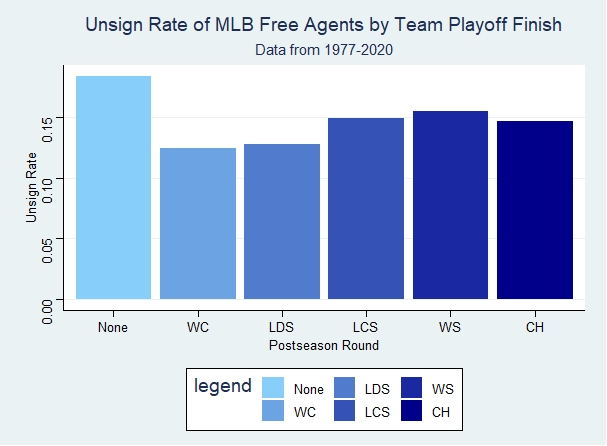 Unsign Rate of MLB Free Agents by Team Playoff Finish
Data from 1977-2020
Unsign Rate
0.15
0.10
0.05
0.00
None WC LDS LCS WS CH
Postseason Round
legend
None LDS WS
WC LCS CH